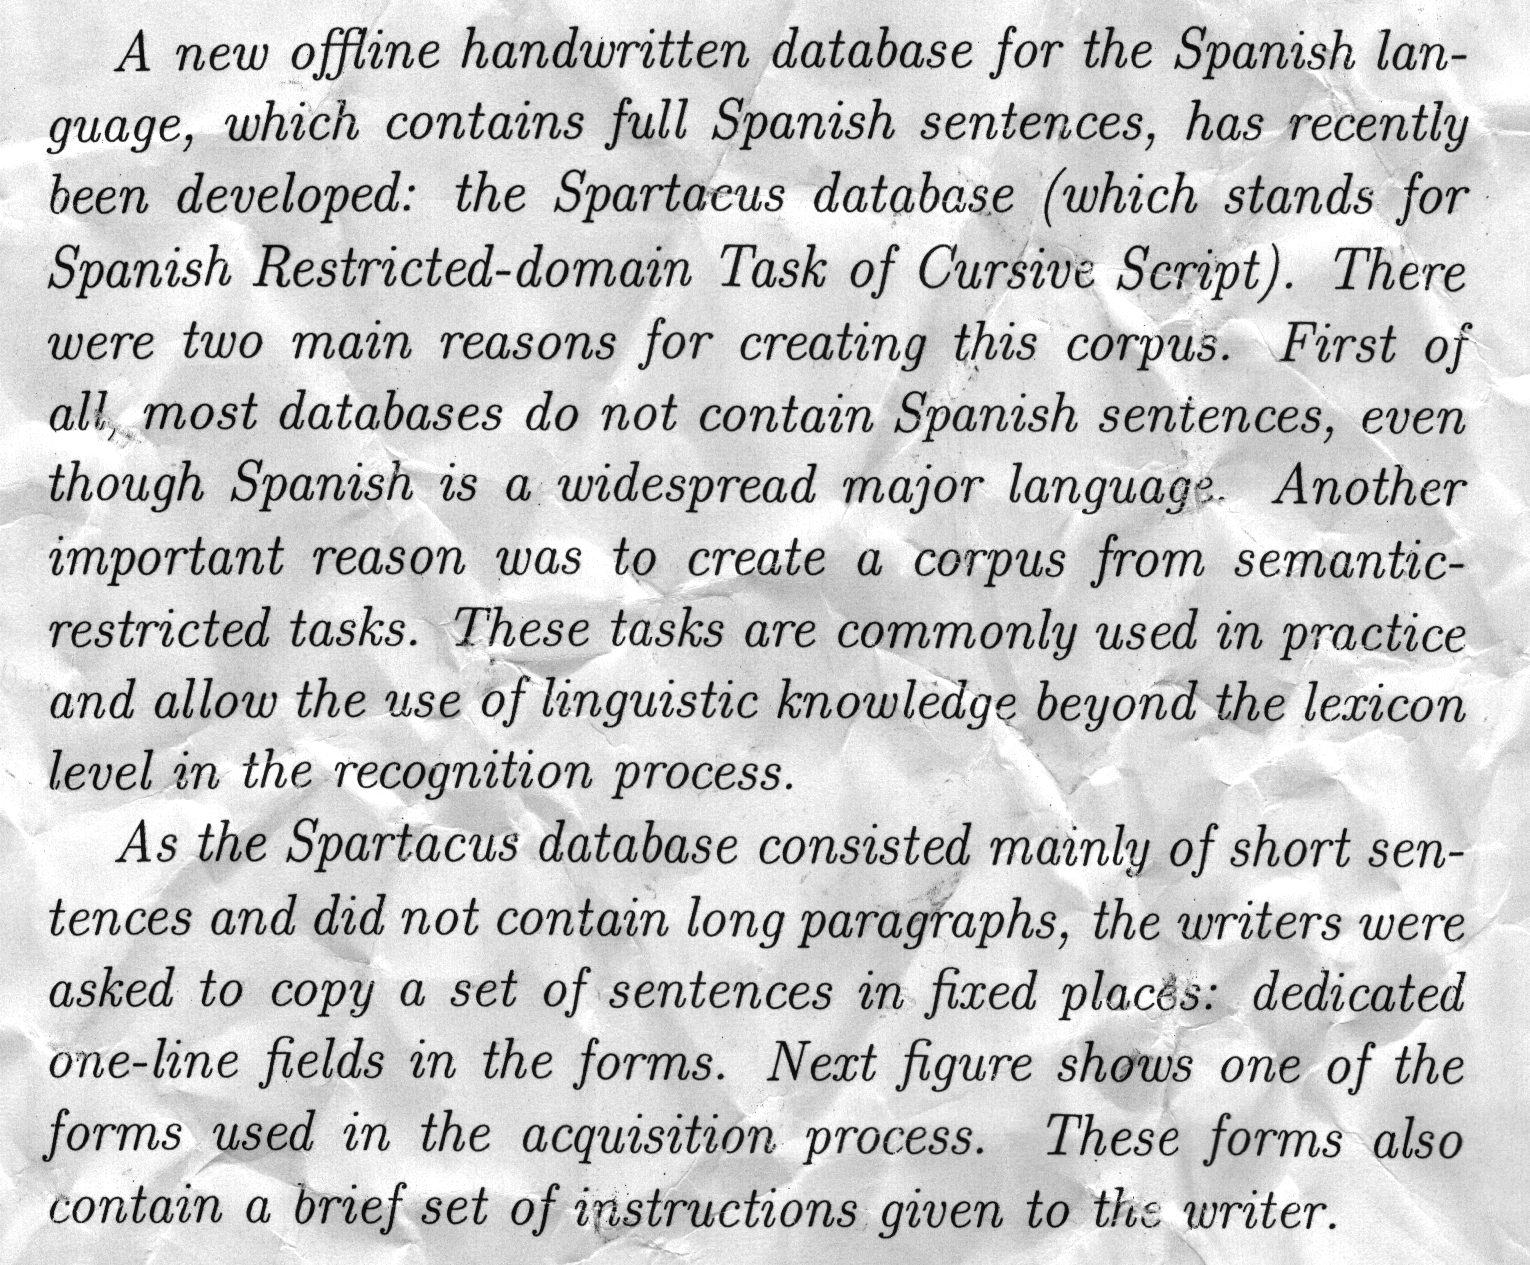 A new offline handwritten database for the Spanish lan-
guage, which contains full Spanish sentences, has recently
been developed: the Spartacus database (which stands for
Spanish Restricted-domain Task of Cursive Script). There
were two main reasons for creating this corpus. First of
all, most databases do not contain Spanish sentences, even
though Spanish is a widespread major language. Another
important reason was to create a corpus from semantic-
restricted tasks. These tasks are commonly used in practice
and allow the use of linguistic knowledge beyond the lexicon
level in the recognition process.
As the Spartacus database consisted mainly of short sen-
tences and did not contain long paragraphs, the writers were
asked to copy a set of sentences in fixed places: dedicated
one-line fields in the forms. Next figure shows one of the
forms used in the acquisition process. These forms also
contain a brief set of instructions given to the writer.